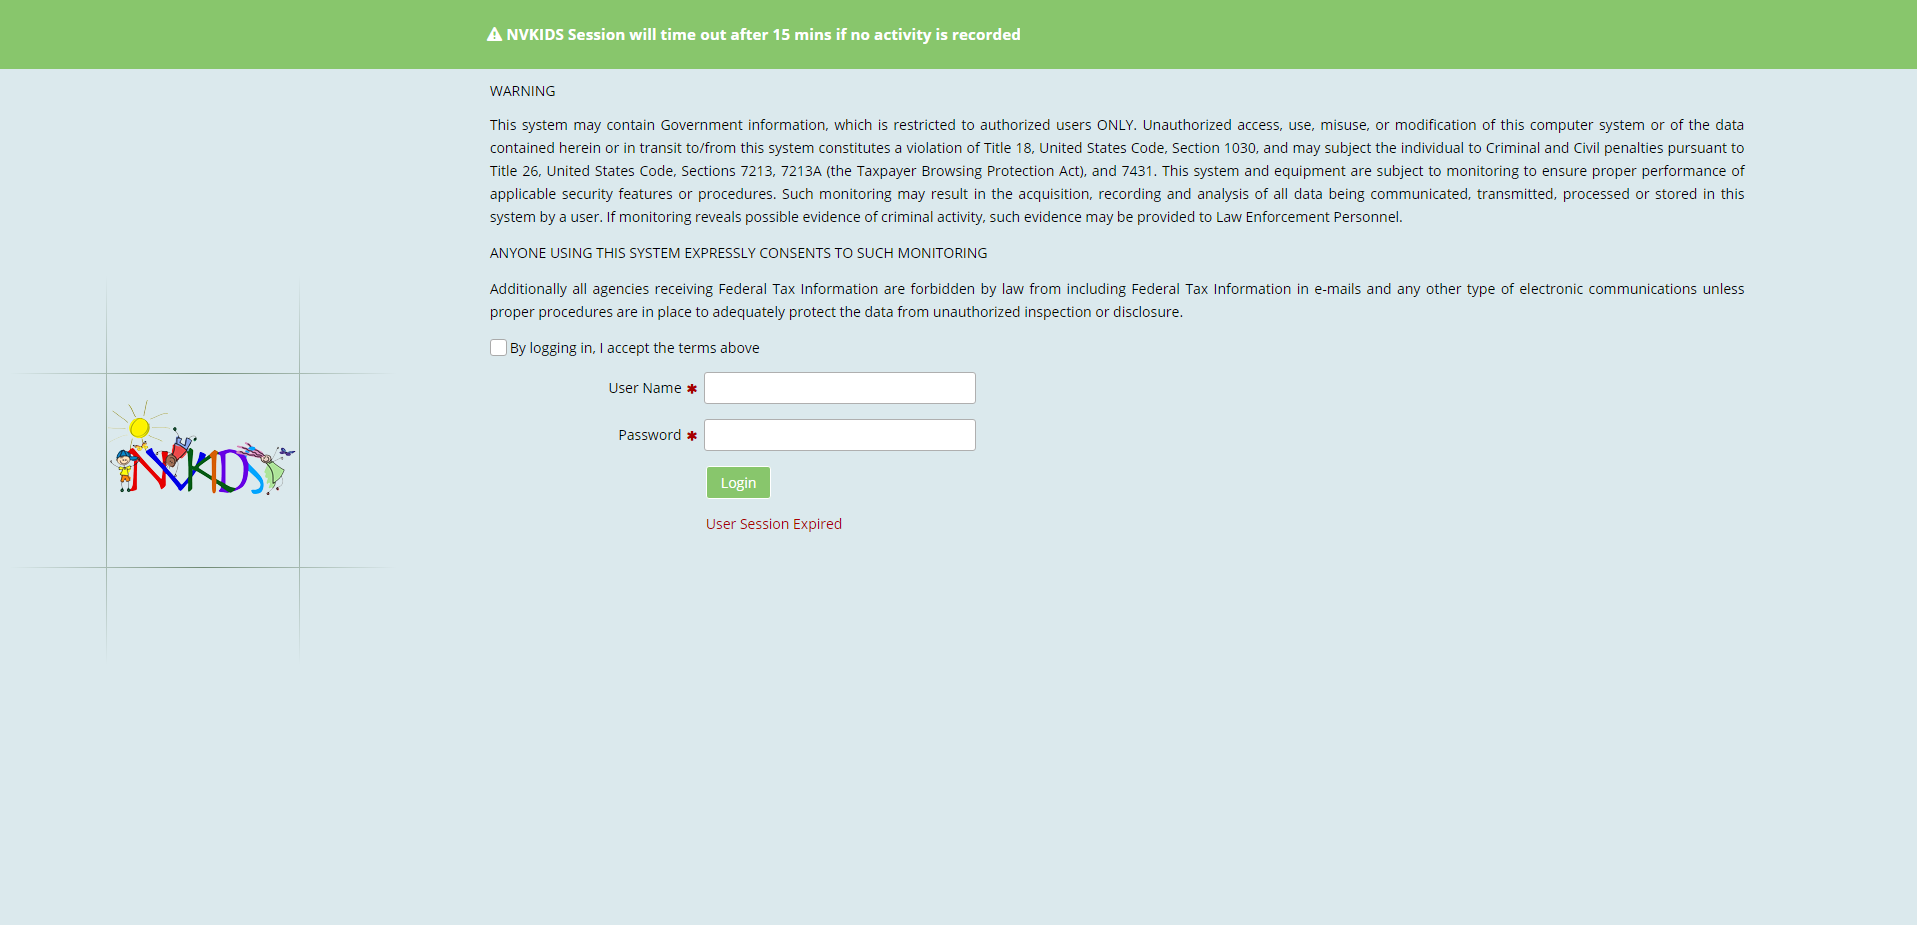 NVKIDS Session will time out after 15 mins if no activity is recorded
WARNING
This system may contain Government information, which is restricted to authorized users ONLY. Unauthorized access, use, misuse, or modification of this computer system or of the data
contained herein or in transit to/from this system constitutes a violation of Title 18, United States Code, Section 1030, and may subject the individual to Criminal and Civil penalties pursuant to
Title 26, United States Code, Sections 7213, 7213A (the Taxpayer Browsing Protection Act), and 7431. This system and equipment are subject to monitoring to ensure proper performance of
applicable security features or procedures. Such monitoring may result in the acquisition, recording and analysis of all data being communicated, transmitted, processed or stored in this
system by a user. If monitoring reveals possible evidence of criminal activity, such evidence may be provided to Law Enforcement Personnel.
ANYONE USING THIS SYSTEM EXPRESSLY CONSENTS TO SUCH MONITORING
Additionally all agencies receiving Federal Tax Information are forbidden by law from including Federal Tax Information in e-mails and any other type of electronic communications unless
proper procedures are in place to adequately protect the data from unauthorized inspection or disclosure.
By logging in, I accept the terms above
User Name ✱
Password ✱
Login
User Session Expired
NVKIDS